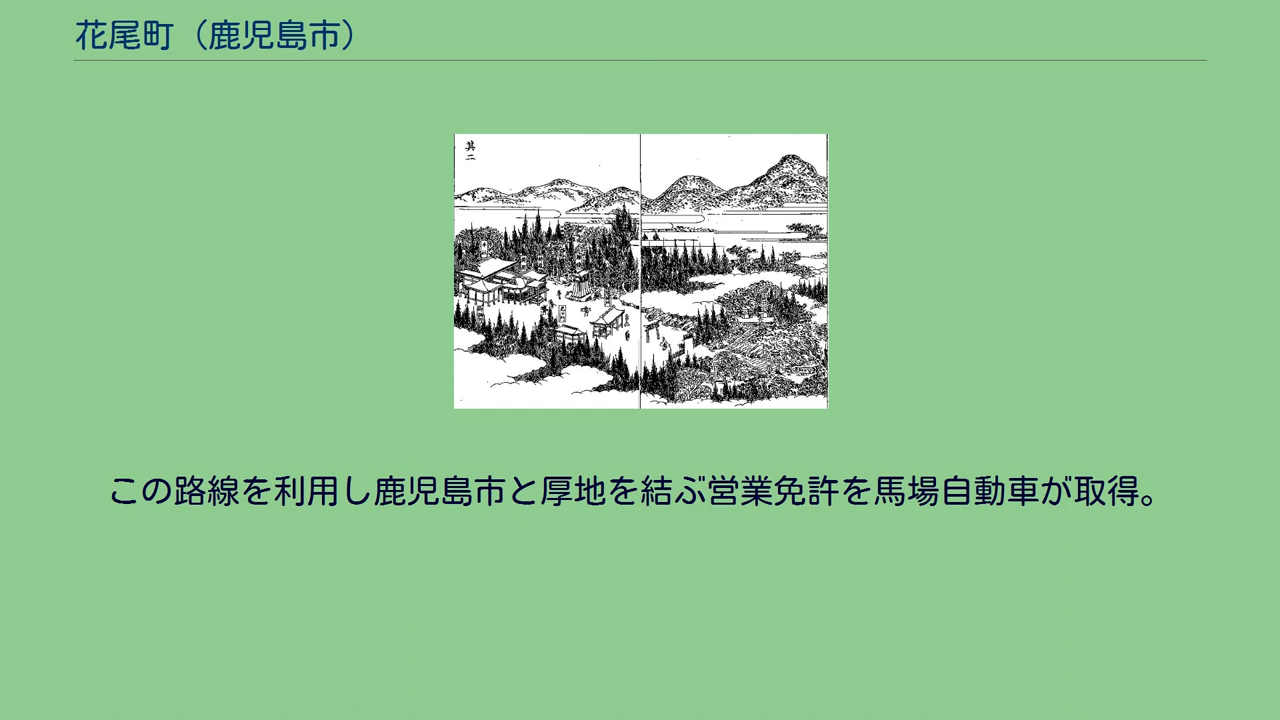 花尾町（鹿児島市）
其二
この路線を利用し鹿児島市と厚地を結ぶ営業免許を馬場自動車が取得。